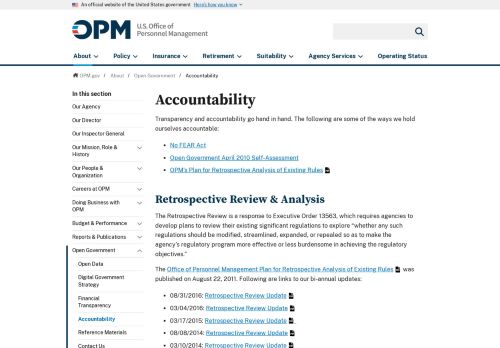 An official website of the United States government Here's how you know
OPM U.S. Office of
Personnel Management
About Policy Insurance Retirement Suitability Agency Services Operating Status
OPM.gov / About / Open Government / Accountability
In this section
Our Agency
Our Director
Our Inspector General
Our Mission, Role &
History
Our People &
Organization
Careers at OPM
Doing Business with
OPM
Budget & Performance
Reports & Publications
Open Government
Open Data
Digital Government
Strategy
Financial
Transparency
Accountability
Reference Materials
Contact Us
Accountability
Transparency and accountability go hand in hand. The following are some of the ways we hold
ourselves accountable:
No FEAR Act
Open Government April 2010 Self-Assessment
OPM's Plan for Retrospective Analysis of Existing Rules
Retrospective Review & Analysis
The Retrospective Review is a response to Executive Order 13563, which requires agencies to
develop plans to review their existing significant regulations to explore "whether any such
regulations should be modified, streamlined, expanded, or repealed so as to make the
agency's regulatory program more effective or less burdensome in achieving the regulatory
objectives."
The Office of Personnel Management Plan for Retrospective Analysis of Existing Rules was
published on August 22, 2011. Following are links to our bi-annual updates:
08/31/2016: Retrospective Review Update
03/04/2016: Retrospective Review Update
03/17/2015: Retrospective Review Update
08/08/2014: Retrospective Review Update
03/10/2014: Retrospective Review Update